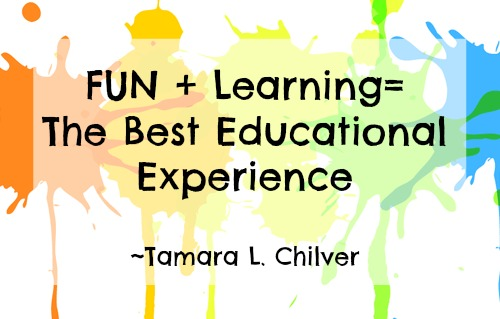 FUN + Learning=
The Best Educational
Experience
~Tamara L. Chilver